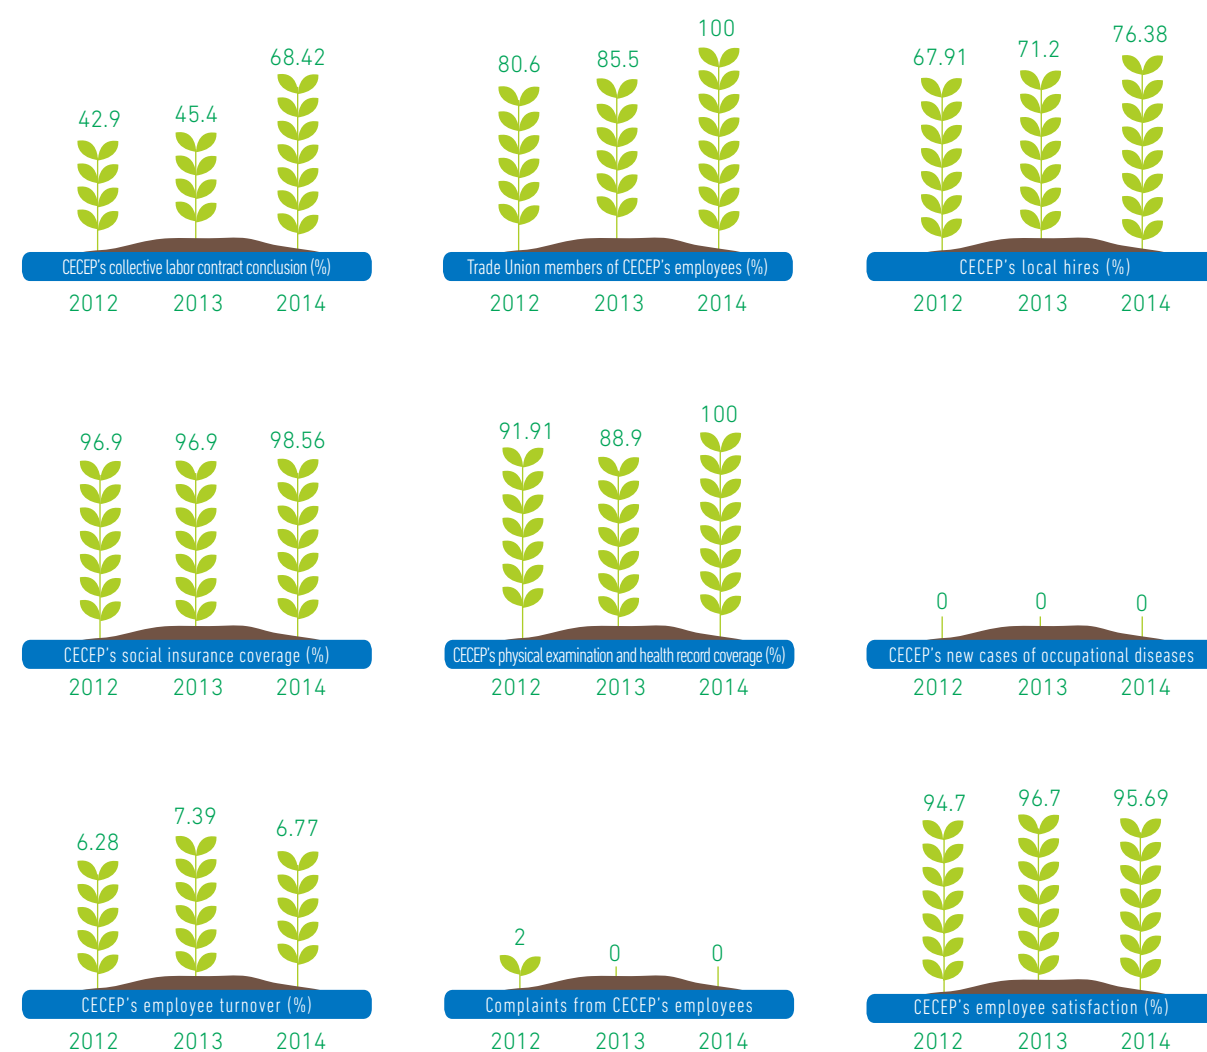 42.9 45.4 68.42
CECEP's collective labor contract conclusion (%)
2012 2013 2014
80.6 85.5 100
Trade Union members of CECEP's employees (%)
2012 2013 2014
67.91 71.2 76.38
CECEP's local hires (%)
2012 2013 2014
96.9 96.9 98.56
CECEP's social insurance coverage (%)
2012 2013 2014
91.91 88.9 100
CECEP's physical examination and health record coverage (%)
2012 2013 2014
0 0 0
CECEP's new cases of occupational diseases
2012 2013 2014
6.28 7.39 6.77
CECEP's employee turnover (%)
2012 2013 2014
2 0 0
Complaints from CECEP's employees
2012 2013 2014
94.7 96.7 95.69
CECEP's employee satisfaction (%)
2012 2013 2014